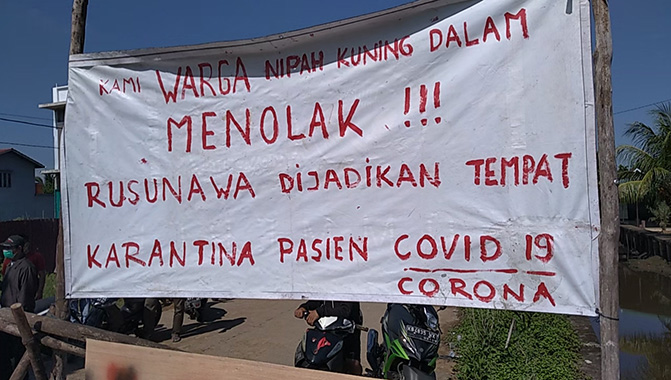 KAMI WARGA NIPAH KUNING DALAM
MENOLAK !!!
RUSUNAWA DIJADIKAN TEMPAT
KARANTINA PASIEN COVID 19
CORONA